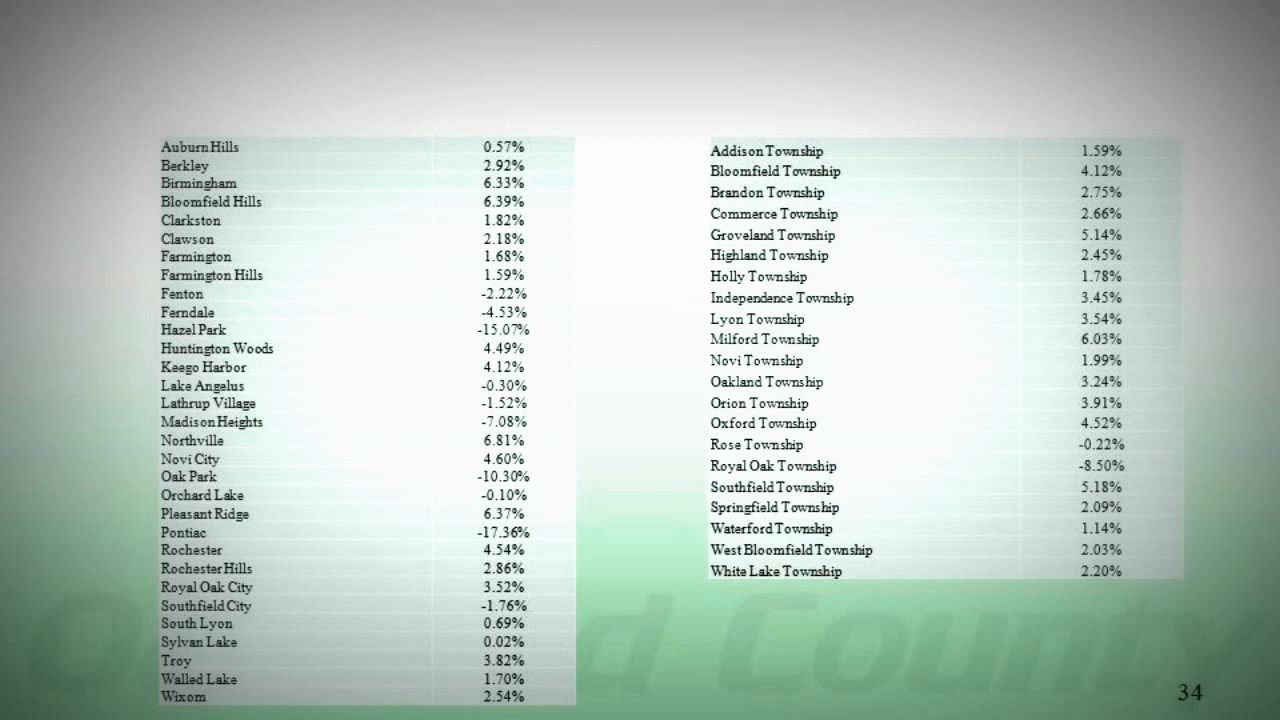 Auburn Hills 0.57%
Berkley 2.92%
Birmingham 6.33%
Bloomfield Hills 6.39%
Clarkston 1.82%
Clawson 2.18%
Farmington 1.68%
Farmington Hills 1.59%
Fenton -2.22%
Ferndale -4.53%
Hazel Park -15.07%
Huntington Woods 4.49%
Keego Harbor 4.12%
Lake Angelus -0.30%
Lathrup Village -1.52%
Madison Heights -7.08%
Northville 6.81%
Novi City 4.60%
Oak Park -10.30%
Orchard Lake -0.10%
Pleasant Ridge 6.37%
Pontiac -17.36%
Rochester 4.54%
Rochester Hills 2.86%
Royal Oak City 3.52%
Southfield City -1.76%
South Lyon 0.69%
Sylvan Lake 0.02%
Troy 3.82%
Walled Lake 1.70%
Wixom 2.54%
Addison Township 1.59%
Bloomfield Township 4.12%
Brandon Township 2.75%
Commerce Township 2.66%
Groveland Township 5.14%
Highland Township 2.45%
Holly Township 1.78%
Independence Township 3.45%
Lyon Township 3.54%
Milford Township 6.03%
Novi Township 1.99%
Oakland Township 3.24%
Orion Township 3.91%
Oxford Township 4.52%
Rose Township -0.22%
Royal Oak Township -8.50%
Southfield Township 5.18%
Springfield Township 2.09%
Waterford Township 1.14%
West Bloomfield Township 2.03%
White Lake Township 2.20%
County
34